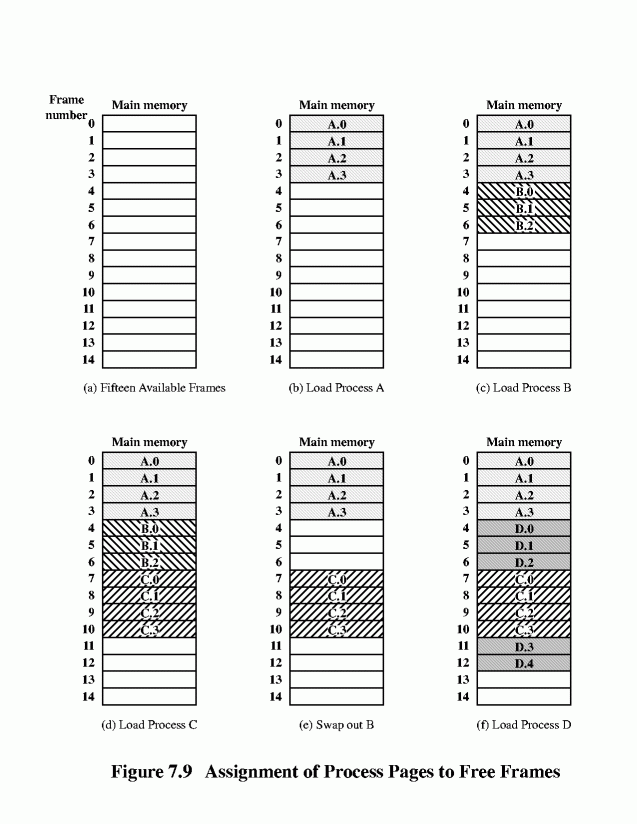 Frame
number
Main memory
0
1
2
3
4
5
6
7
8
9
10
11
12
13
14
(a) Fifteen Available Frames
Main memory
0 A.0
1 A.1
2 A.2
3 A.3
4
5
6
7
8
9
10
11
12
13
14
(b) Load Process A
Main memory
0 A.0
1 A.1
2 A.2
3 A.3
4 B.0
5 B.1
6 B.2
7
8
9
10
11
12
13
14
(c) Load Process B
Main memory
0 A.0
1 A.1
2 A.2
3 A.3
4 B.0
5 B.1
6 B.2
7 C.0
8 C.1
9 C.2
10 C.3
11
12
13
14
(d) Load Process C
Main memory
0 A.0
1 A.1
2 A.2
3 A.3
4
5
6
7 C.0
8 C.1
9 C.2
10 C.3
11
12
13
14
(e) Swap out B
Main memory
0 A.0
1 A.1
2 A.2
3 A.3
4 D.0
5 D.1
6 D.2
7 C.0
8 C.1
9 C.2
10 C.3
11 D.3
12 D.4
13
14
(f) Load Process D
Figure 7.9 Assignment of Process Pages to Free Frames